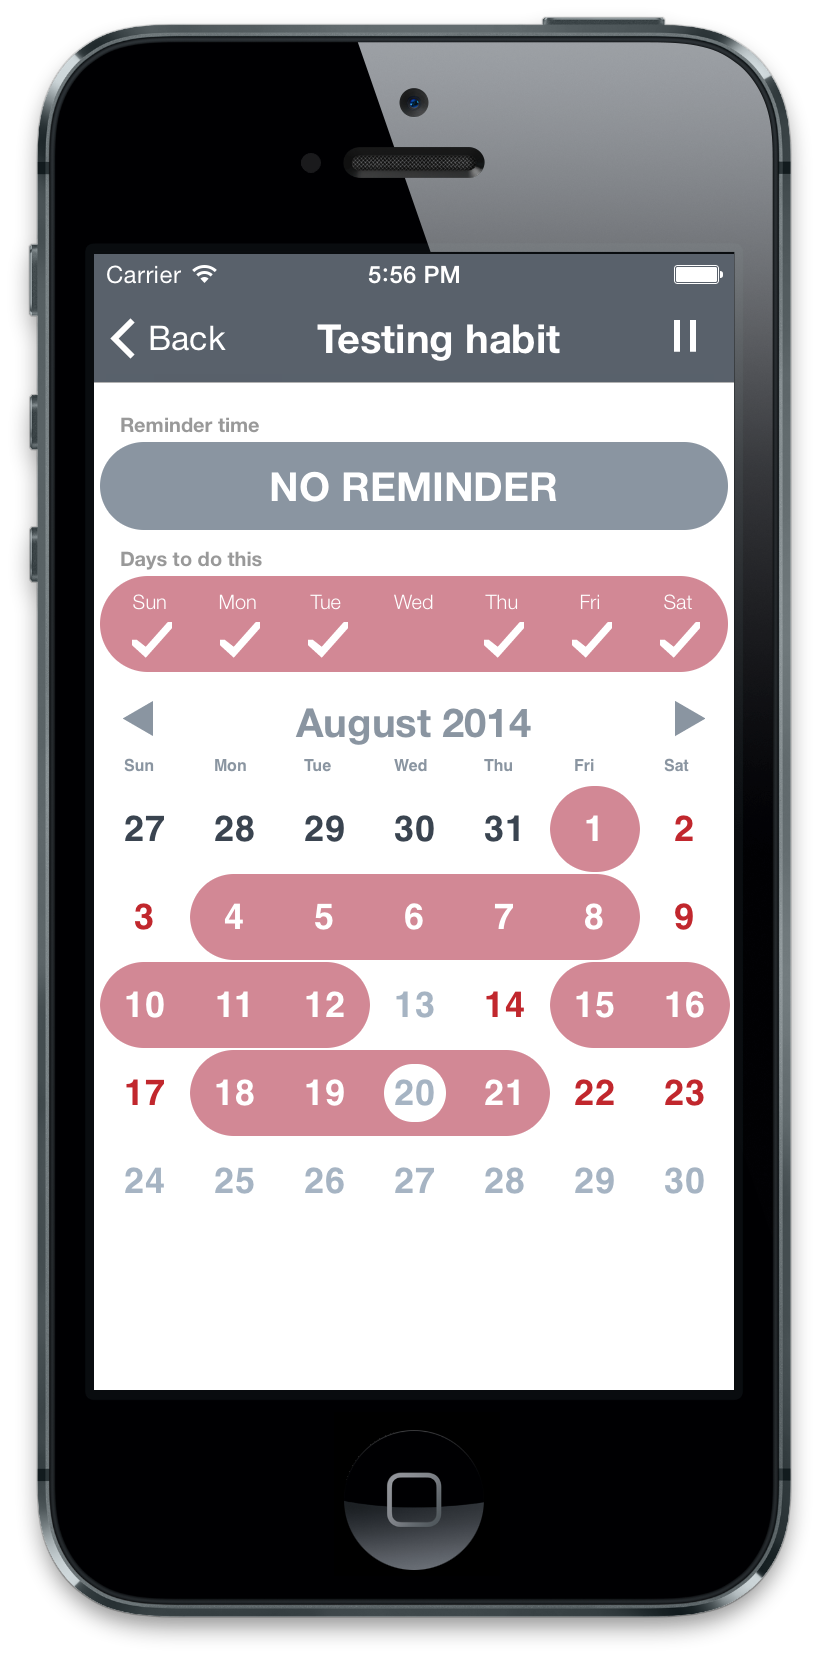 Carrier 5:56 PM
Back Testing habit
Reminder time
NO REMINDER
Days to do this
Sun Mon Tue Wed Thu Fri Sat
August 2014
Sun Mon Tue Wed Thu Fri Sat
27 28 29 30 31 1 2
3 4 5 6 7 8 9
10 11 12 13 14 15 16
17 18 19 20 21 22 23
24 25 26 27 28 29 30